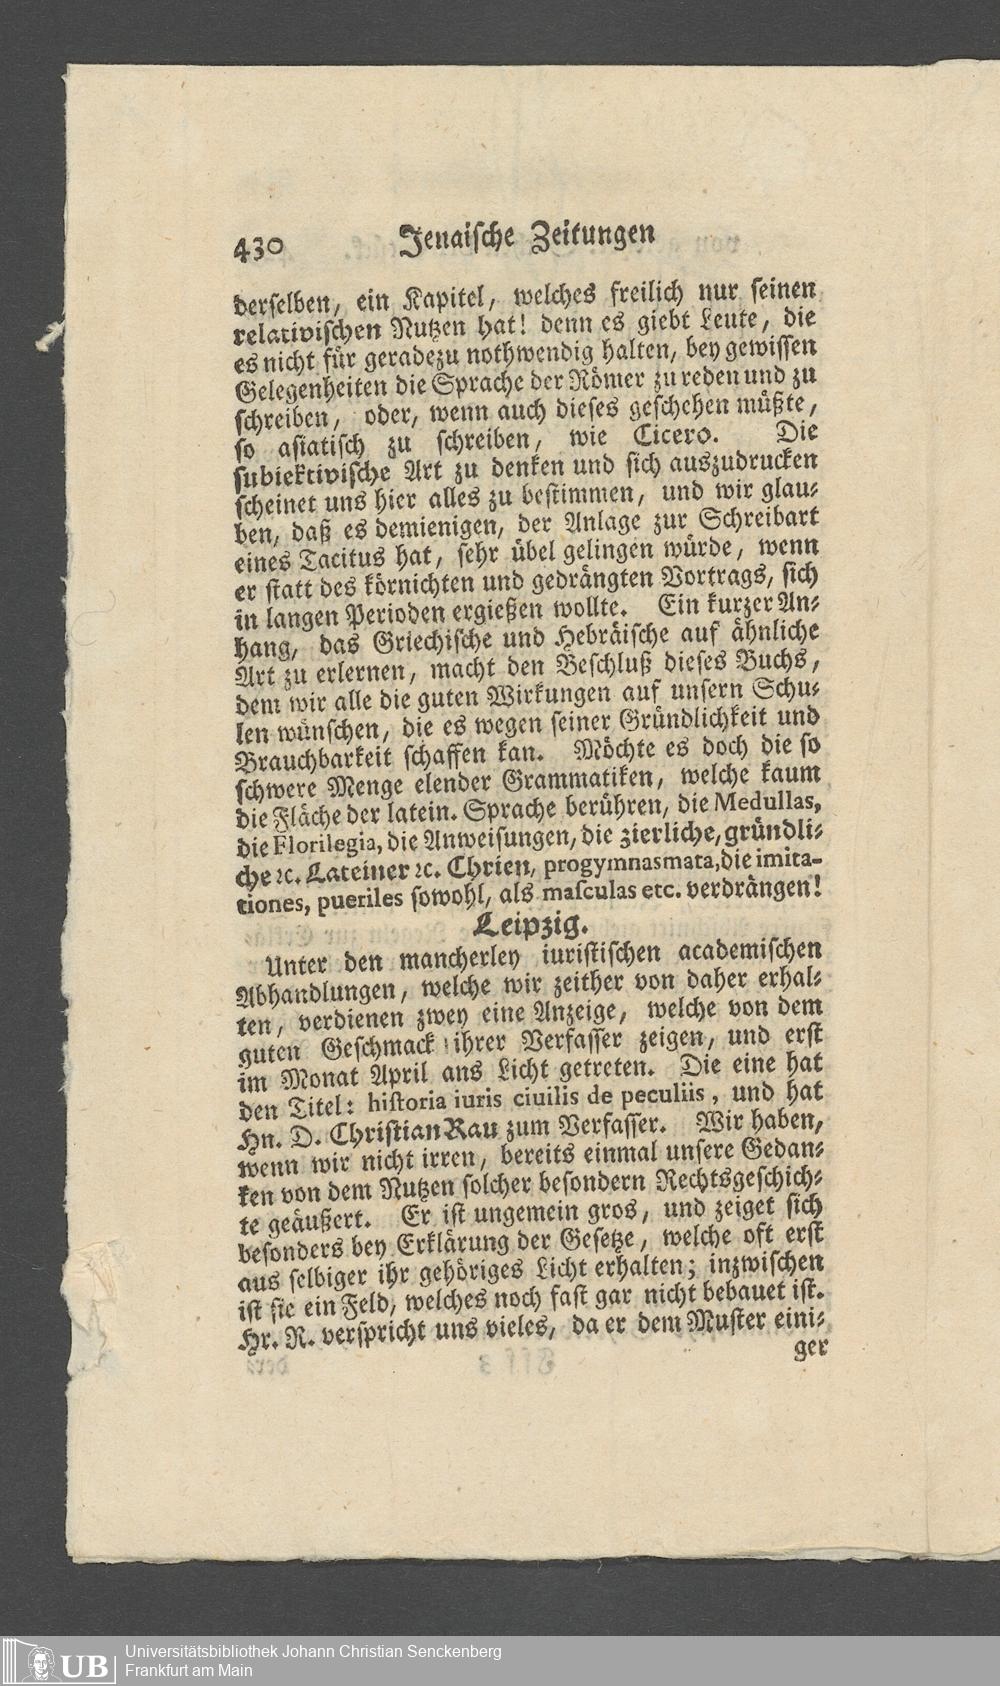 430 Jenaische Zeitungen
derselben, ein Kapitel, welches freilich nur seinen
relativischen Nutzen hat! denn es giebt Leute, die
es nicht für geradezu nothwendig halten, bey gewissen
Gelegenheiten die Sprache der Römer zu reden und zu
schreiben, oder, wenn auch dieses geschehen müßte,
so asiatisch zu schreiben, wie Cicero. Die
subiektivische Art zu denken und sich auszudrucken
scheinet uns hier alles zu bestimmen, und wir glau-
ben, daß es demienigen, der Anlage zur Schreibart
eines Tacitus hat, sehr übel gelingen würde, wenn
er statt des körnichten und gedrängten Vortrags, sich
in langen Perioden ergießen wollte. Ein kurzer An-
hang, das Griechische und Hebräische auf ähnliche
Art zu erlernen, macht den Beschluß dieses Buchs,
dem wir alle die guten Wirkungen auf unsern Schu-
len wünschen, die es wegen seiner Gründlichkeit und
Brauchbarkeit schaffen kan. Möchte es doch die so
schwere Menge elender Grammatiken, welche kaum
die Fläche der latein. Sprache berühren, die Medullas,
die Florilegia, die Anweisungen, die zierliche, gründli-
che ꝛc. Lateiner ꝛc. Chrien, progymnasmata, die imita-
tiones, pueriles sowohl, als masculas etc. verdrängen!
Leipzig.
Unter den mancherley iuristischen academischen
Abhandlungen, welche wir zeither von daher erhal-
ten, verdienen zwey eine Anzeige, welche von dem
guten Geschmack ihrer Verfasser zeigen, und erst
im Monat April ans Licht getreten. Die eine hat
den Titel: historia iuris ciuilis de peculiis, und hat
Hn. D. Christian Rau zum Verfasser. Wir haben,
wenn wir nicht irren, bereits einmal unsere Gedan-
ken von dem Nutzen solcher besondern Rechtsgeschich-
te geäußert. Er ist ungemein gros, und zeiget sich
besonders bey Erklärung der Gesetze, welche oft erst
aus selbiger ihr gehöriges Licht erhalten; inzwischen
ist sie ein Feld, welches noch fast gar nicht bebauet ist.
Hr. R. verspricht uns vieles, da er dem Muster eini-
ger
UB Universitätsbibliothek Johann Christian Senckenberg
Frankfurt am Main